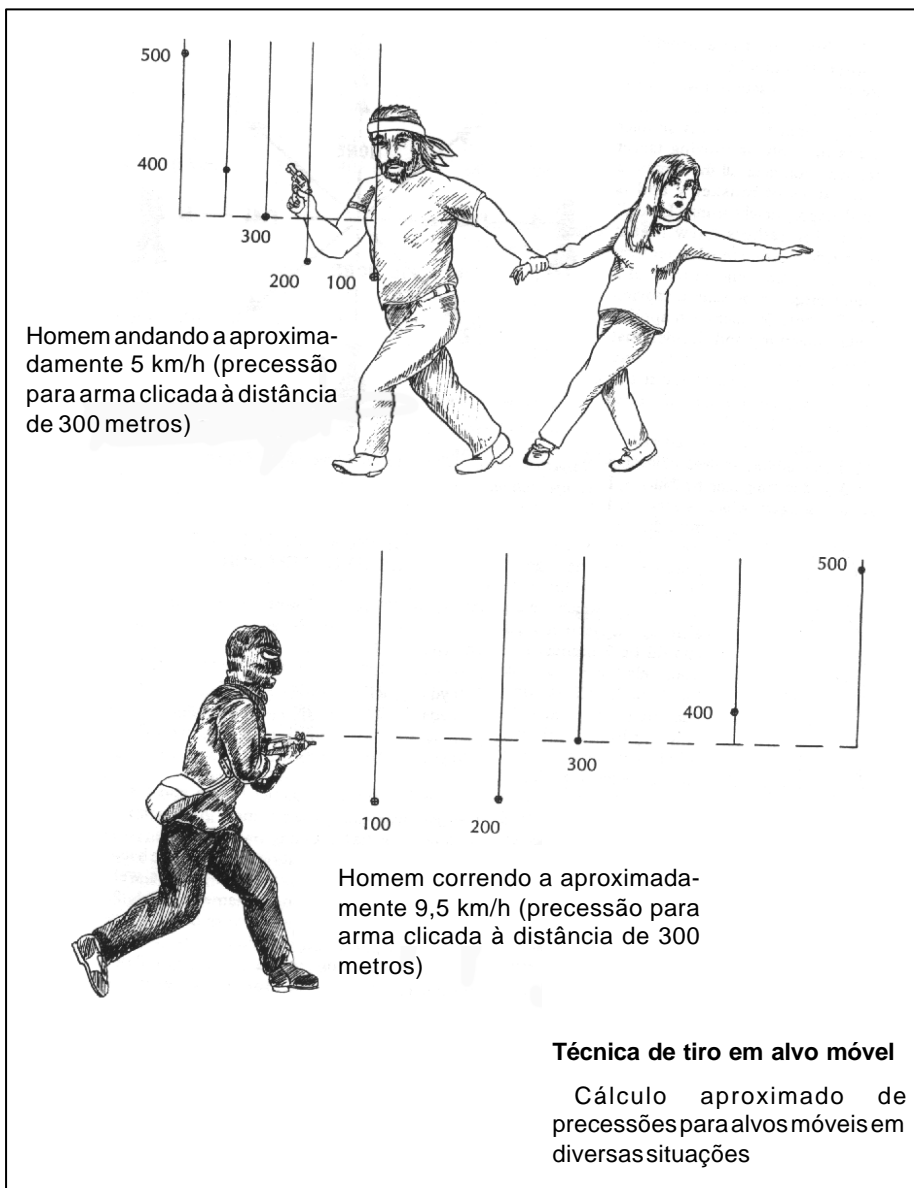 500
400
300
200
100
Homem andando a aproxima-
damente 5 km/h (precessão
para arma clicada à distância
de 300 metros)
500
400
300
100
200
Homem correndo a aproximada-
mente 9,5 km/h (precessão para
arma clicada à distância de 300
metros)
Técnica de tiro em alvo móvel
Cálculo aproximado de
precessões para alvos móveis em
diversas situações